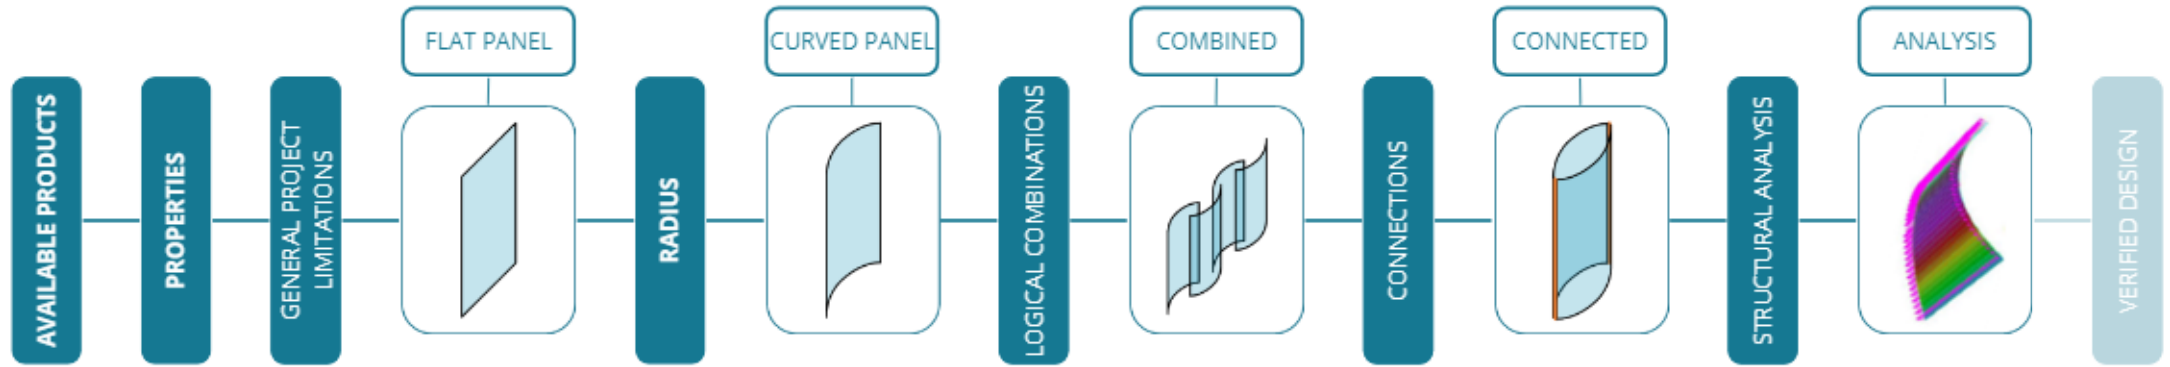 AVAILABLE PRODUCTS
PROPERTIES
GENERAL PROJECT
LIMITATIONS
FLAT PANEL
RADIUS
CURVED PANEL
LOGICAL COMBINATIONS
COMBINED
CONNECTIONS
CONNECTED
STRUCTURAL ANALYSIS
ANALYSIS
VERIFIED DESIGN